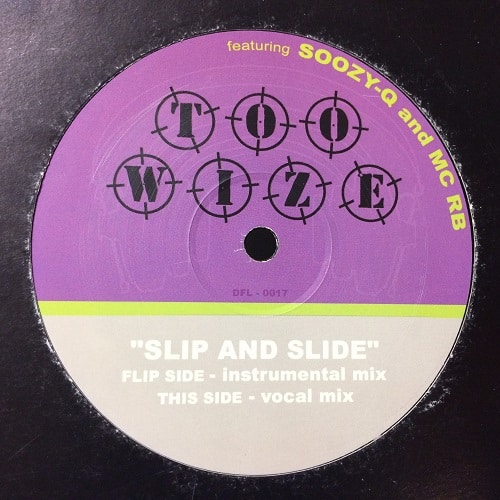 featuring SOOZY-Q and MC RB
TOO
WIZE
DFL - 0017
"SLIP AND SLIDE"
FLIP SIDE - instrumental mix
THIS SIDE - vocal mix